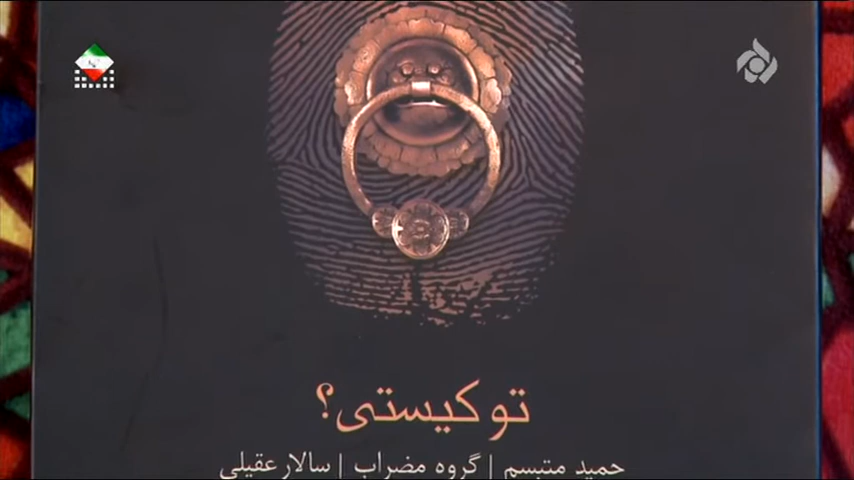 تو کیستی؟
حمید متبسم | گروه مضراب | سالار عقیلی